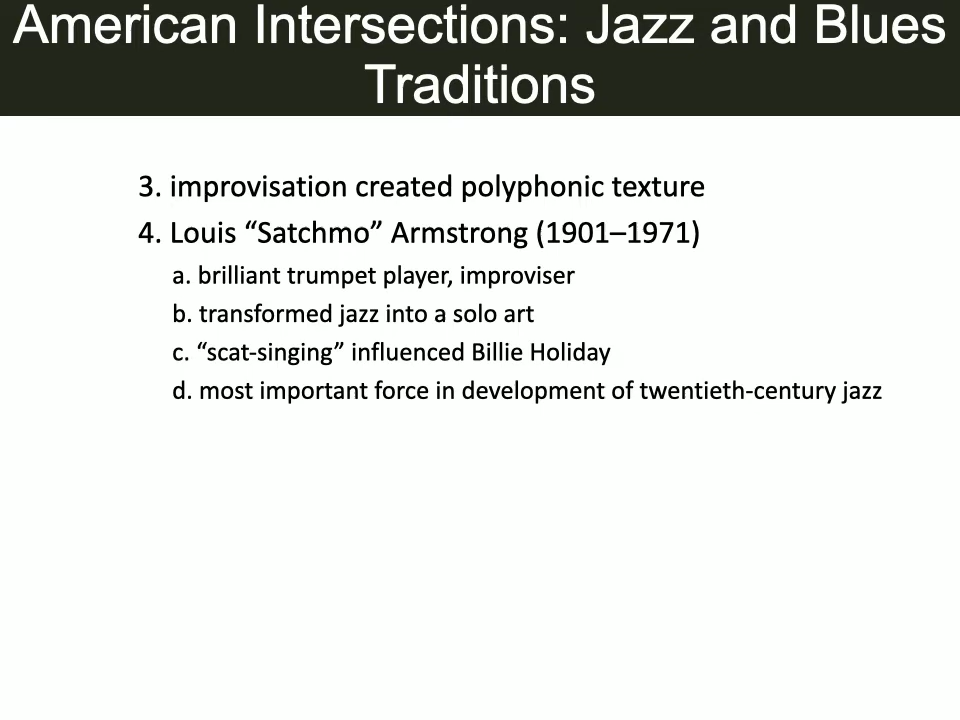 American Intersections: Jazz and Blues
Traditions
3. improvisation created polyphonic texture
4. Louis “Satchmo” Armstrong (1901–1971)
a. brilliant trumpet player, improviser
b. transformed jazz into a solo art
c. “scat-singing” influenced Billie Holiday
d. most important force in development of twentieth-century jazz